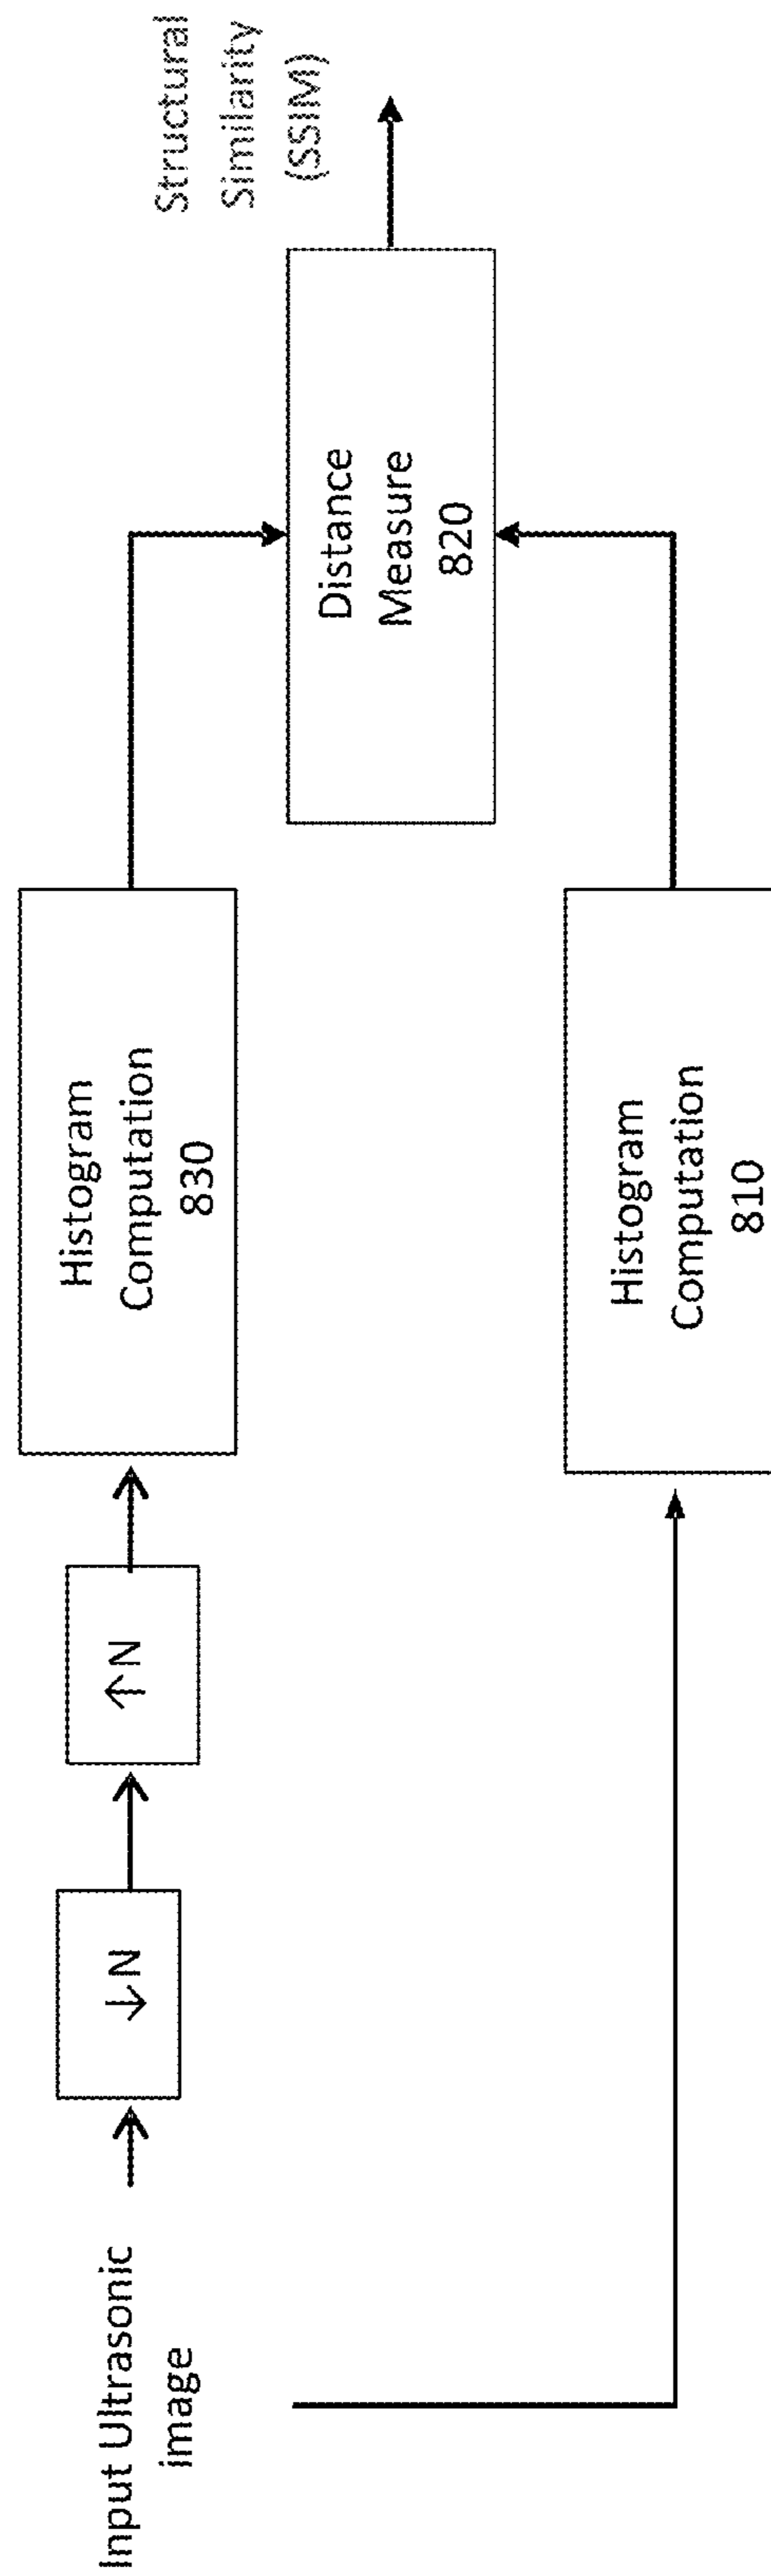 Input Ultrasonic
image
↓N
↑N
Histogram
Computation
830
Histogram
Computation
810
Distance
Measure
820
Structural
Similarity
(SSIM)